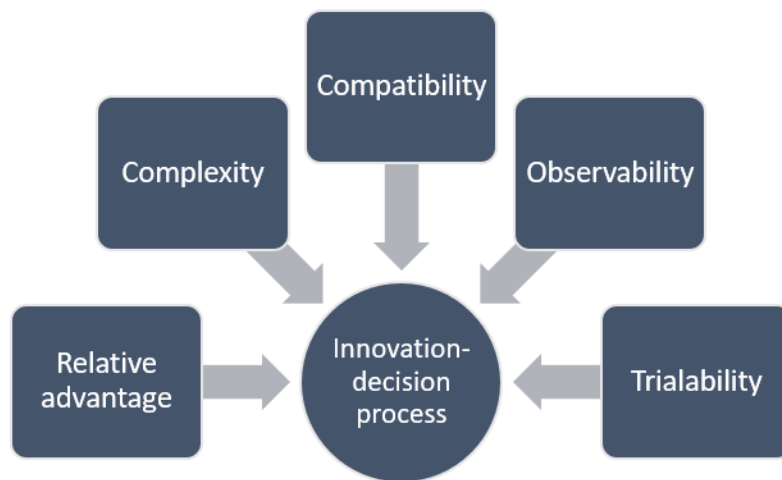 Compatibility
Complexity
Observability
Relative
advantage
Innovation-
decision
process
Trialability